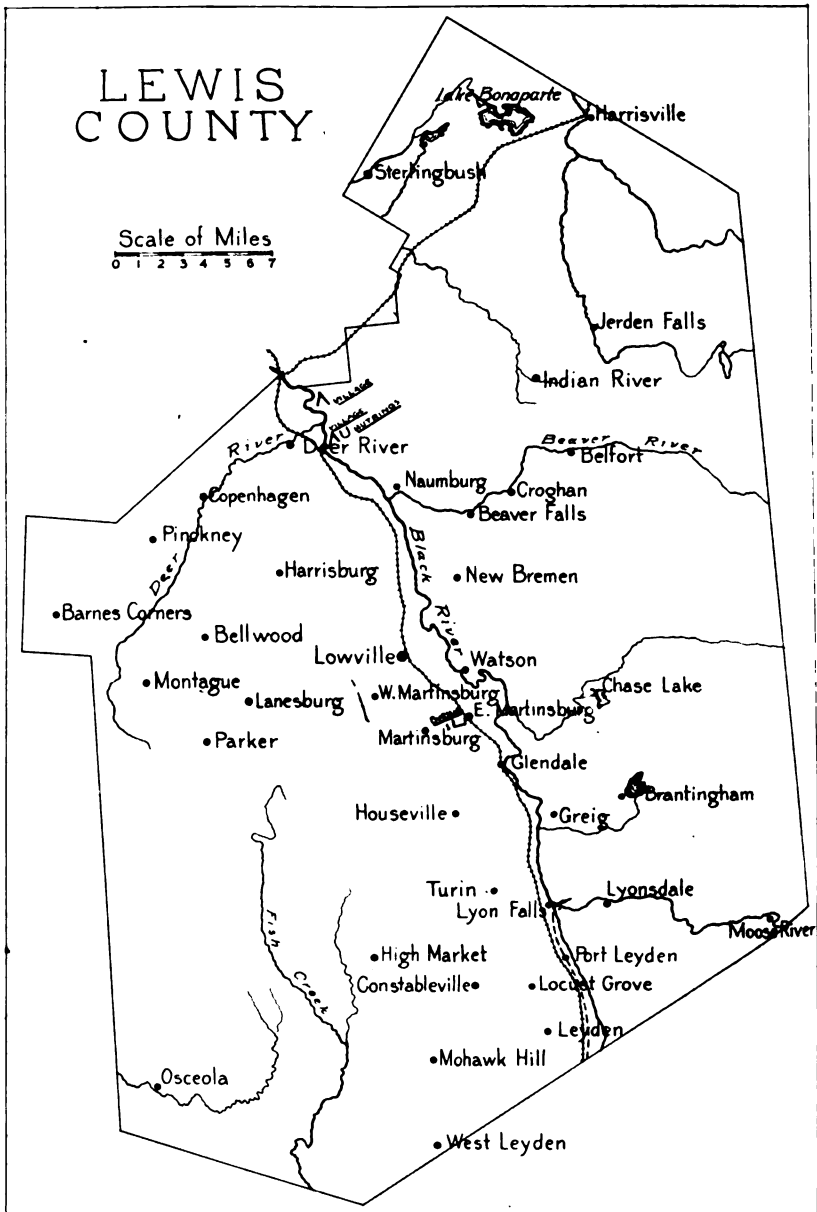 LEWIS
COUNTY
Lake Bonaparte
Harrisville
Sterlingbush
Scale of Miles
0 1 2 3 4 5 6 7
Jerden Falls
Indian River
VILLAGE
VILLAGE
HUT RINGS
River
Deer River
Beaver River
Belfort
Naumburg
Croghan
Copenhagen
Beaver Falls
Pinckney
Black
Deer
Harrisburg
New Bremen
Barnes Corners
River
Bellwood
Lowville
Watson
Montague
W. Martinsburg
Chase Lake
Lanesburg
E. Martinsburg
Martinsburg
Parker
Glendale
Brantingham
Houseville
Greig
Turin
Lyonsdale
Lyon Falls
Fish
Moose River
High Market
Port Leyden
Creek
Constableville
Locust Grove
Leyden
Mohawk Hill
Osceola
West Leyden